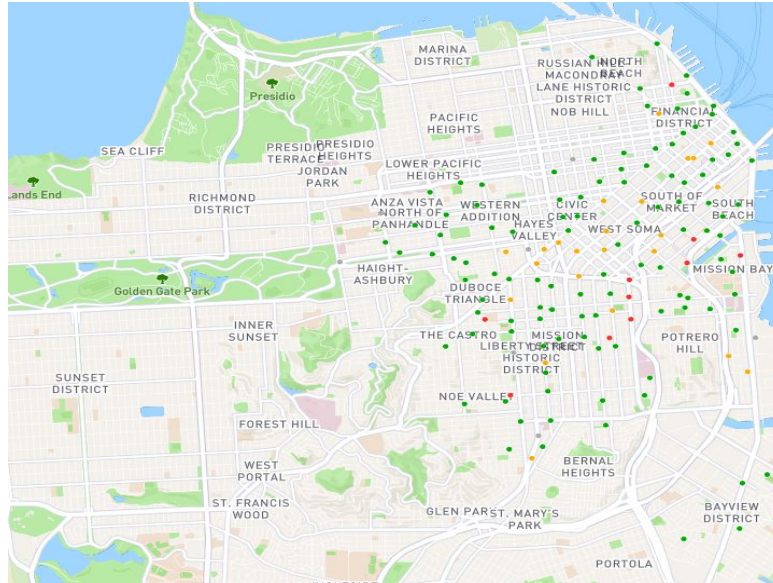 MARINA
DISTRICT
RUSSIAN HILL
MACONDRAY
LANE HISTORIC
DISTRICT
NOB HILL
NORTH
BEACH
Presidio
PACIFIC
HEIGHTS
FINANCIAL
DISTRICT
SEA CLIFF
PRESIDIO
TERRACE
PRESIDIO
HEIGHTS
JORDAN
PARK
LOWER PACIFIC
HEIGHTS
Lands End
RICHMOND
DISTRICT
ANZA VISTA
NORTH OF
PANHANDLE
WESTERN
ADDITION
CIVIC
CENTER
SOUTH OF
MARKET
SOUTH
BEACH
HAYES
VALLEY
WEST SOMA
HAIGHT-
ASHBURY
MISSION BAY
Golden Gate Park
DUBOCE
TRIANGLE
INNER
SUNSET
THE CASTRO
MISSION
DISTRICT
LIBERTY STREET
HISTORIC
DISTRICT
POTRERO
HILL
SUNSET
DISTRICT
NOE VALLEY
FOREST HILL
WEST
PORTAL
BERNAL
HEIGHTS
ST. FRANCIS
WOOD
GLEN PAR
ST. MARY'S
PARK
BAYVIEW
DISTRICT
PORTOLA